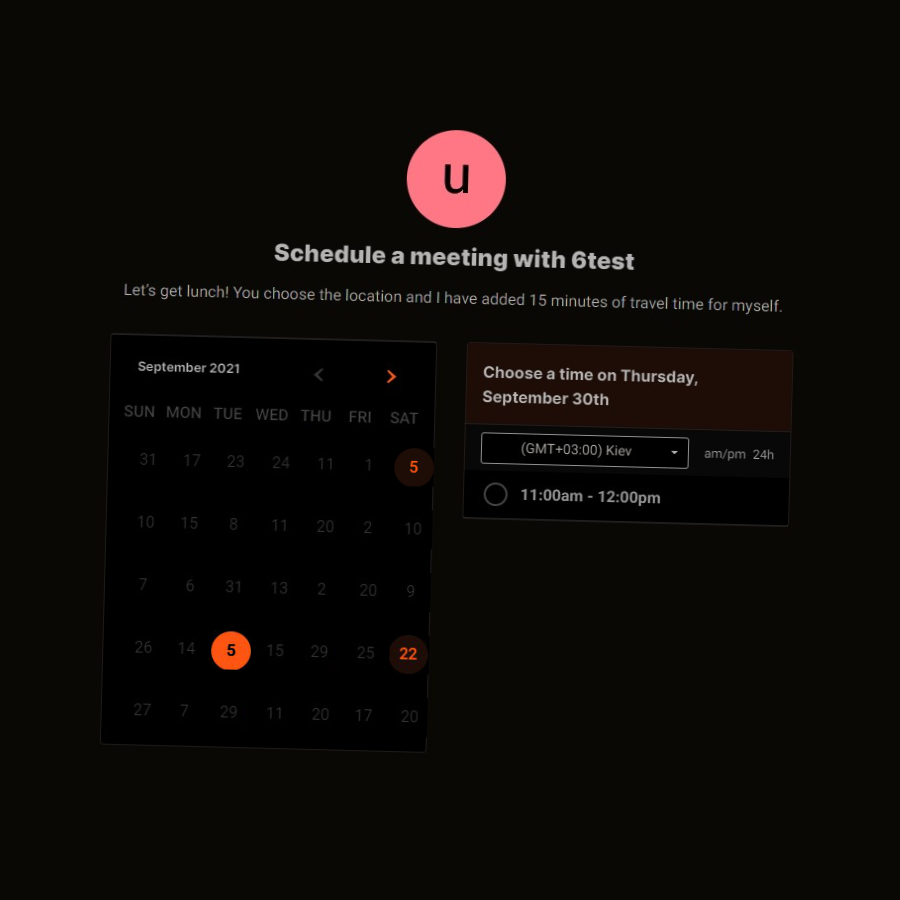 u
Schedule a meeting with 6test
Let's get lunch! You choose the location and I have added 15 minutes of travel time for myself.
September 2021
SUN MON TUE WED THU FRI SAT
31 17 23 24 11 1 5
10 15 8 11 20 2 10
7 6 31 13 2 20 9
26 14 5 15 29 25 22
27 7 29 11 20 17 20
Choose a time on Thursday,
September 30th
(GMT+03:00) Kiev am/pm 24h
11:00am - 12:00pm